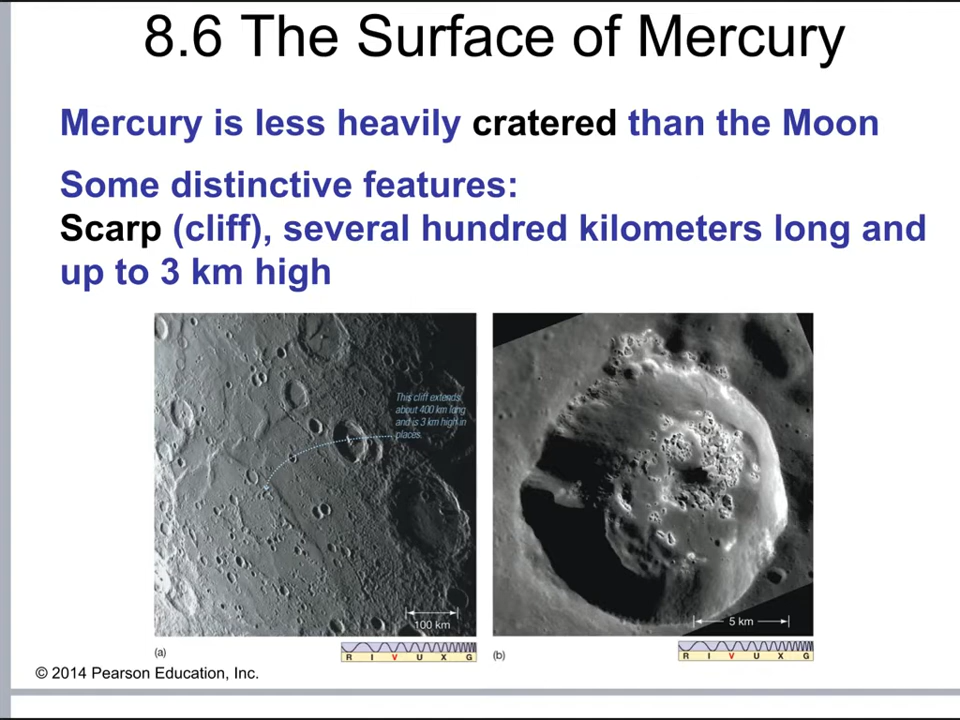 8.6 The Surface of Mercury
Mercury is less heavily cratered than the Moon
Some distinctive features:
Scarp (cliff), several hundred kilometers long and
up to 3 km high
This cliff extends
about 400 km long
and is 3 km high in
places.
100 km
5 km
(a)
R I V U X G
(b)
R I V U X G
© 2014 Pearson Education, Inc.